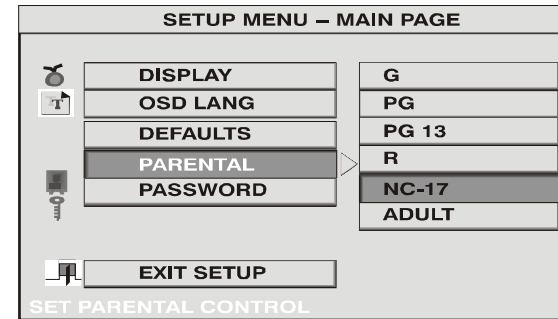 SETUP MENU – MAIN PAGE
DISPLAY
OSD LANG
DEFAULTS
PARENTAL
PASSWORD
EXIT SETUP
G
PG
PG 13
R
NC-17
ADULT
T
SET PARENTAL CONTROL